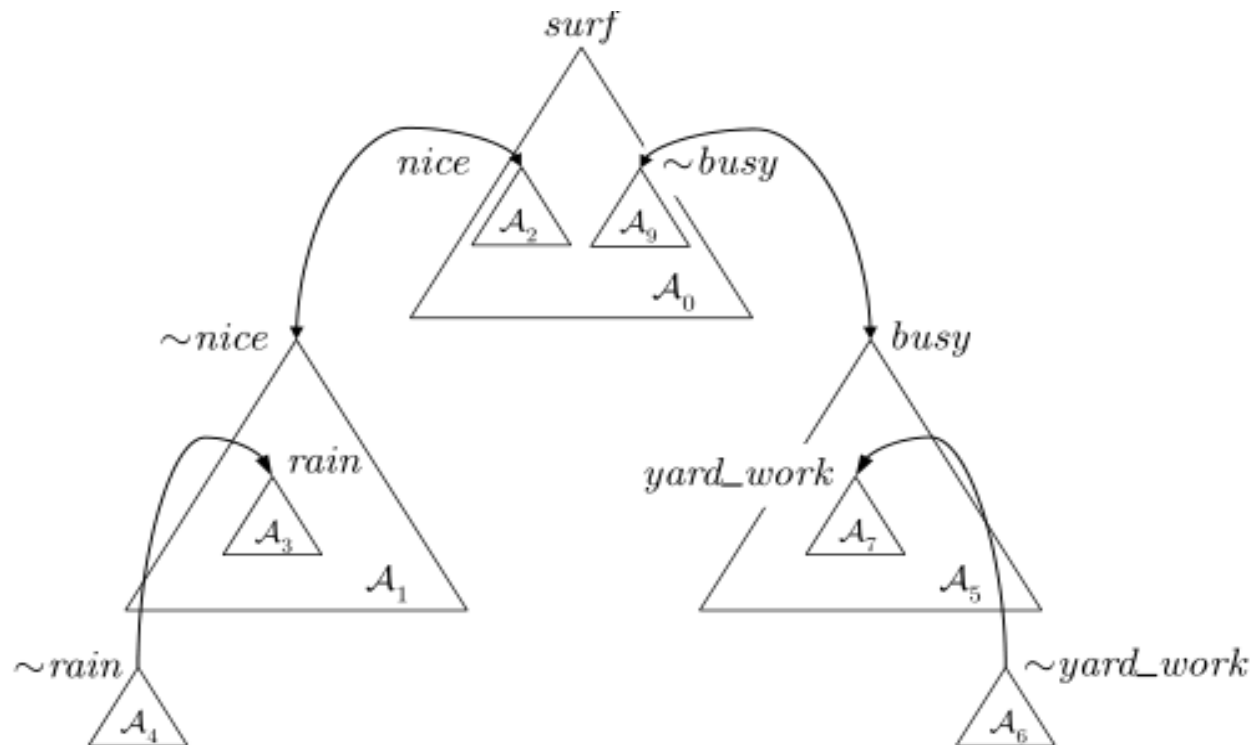 surf
nice
~busy
𝒜₂
𝒜₉
𝒜₀
~nice
busy
rain
yard_work
𝒜₃
𝒜₇
𝒜₁
𝒜₅
~rain
~yard_work
𝒜₄
𝒜₆